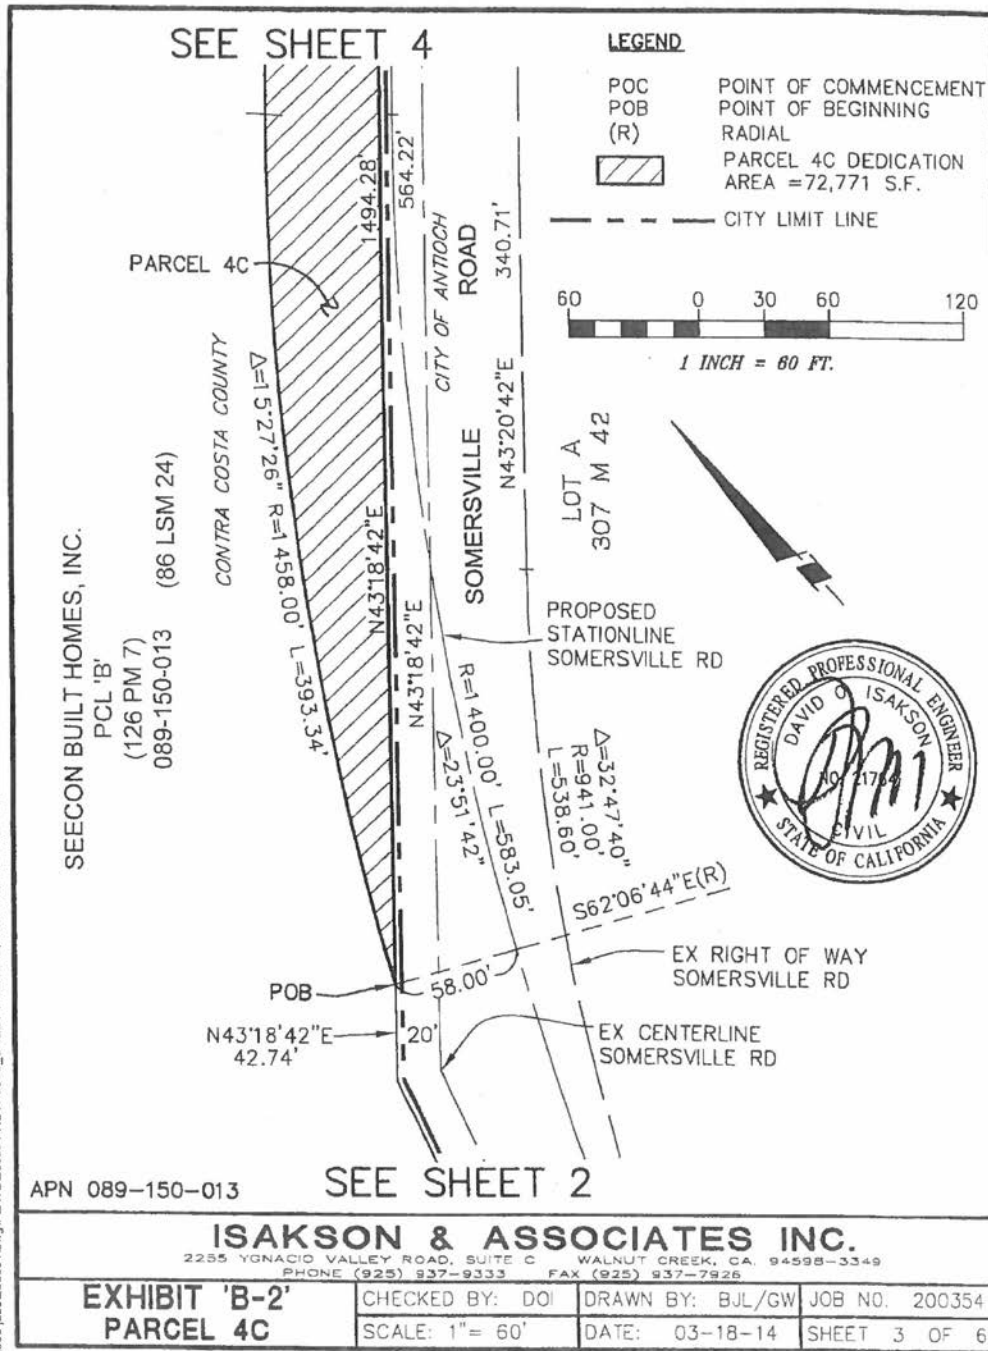 SEE SHEET 4
LEGEND
POC POINT OF COMMENCEMENT
POB POINT OF BEGINNING
(R) RADIAL
PARCEL 4C DEDICATION
AREA =72,771 S.F.
CITY LIMIT LINE
60 0 30 60 120
1 INCH = 60 FT.
1494.28'
564.22'
CITY OF ANTIOCH
SOMERSVILLE ROAD
340.71'
N43°20'42"E
PARCEL 4C
CONTRA COSTA COUNTY
Δ=15°27'26" R=1458.00' L=393.34'
N43°18'42"E
N43°18'42"E
LOT A
307 M 42
SEECON BUILT HOMES, INC.
PCL 'B'
(126 PM 7)
089-150-013 (86 LSM 24)
PROPOSED
STATIONLINE
SOMERSVILLE RD
R=1400.00' L=583.05'
Δ=23°51'42"
Δ=32°47'40"
R=941.00'
L=538.60'
REGISTERED PROFESSIONAL ENGINEER
DAVID O ISAKSON
CIVIL
STATE OF CALIFORNIA
S62°06'44"E(R)
EX RIGHT OF WAY
SOMERSVILLE RD
POB
58.00'
N43°18'42"E
42.74'
20'
EX CENTERLINE
SOMERSVILLE RD
APN 089-150-013
SEE SHEET 2
ISAKSON & ASSOCIATES INC.
2255 YGNACIO VALLEY ROAD, SUITE C WALNUT CREEK, CA. 94598-3349
PHONE (925) 937-9333 FAX (925) 937-7926
EXHIBIT 'B-2'
PARCEL 4C
CHECKED BY: DOI
DRAWN BY: BJL/GW
JOB NO. 200354
SCALE: 1"= 60'
DATE: 03-18-14
SHEET 3 OF 6